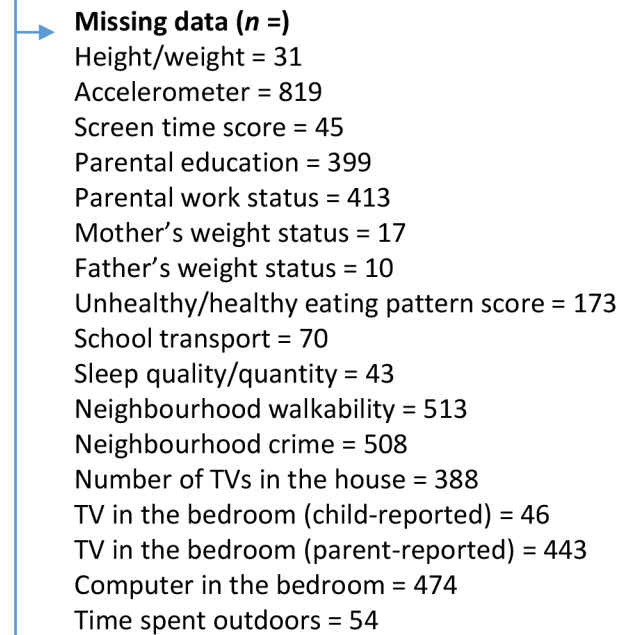 Missing data (n =)
Height/weight = 31
Accelerometer = 819
Screen time score = 45
Parental education = 399
Parental work status = 413
Mother’s weight status = 17
Father’s weight status = 10
Unhealthy/healthy eating pattern score = 173
School transport = 70
Sleep quality/quantity = 43
Neighbourhood walkability = 513
Neighbourhood crime = 508
Number of TVs in the house = 388
TV in the bedroom (child-reported) = 46
TV in the bedroom (parent-reported) = 443
Computer in the bedroom = 474
Time spent outdoors = 54